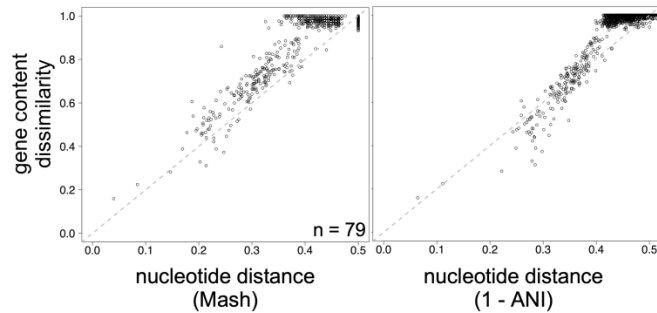 gene content
dissimilarity
1.0
0.8
0.6
0.4
0.2
0.0
n = 79
0.0 0.1 0.2 0.3 0.4 0.5
0.0 0.1 0.2 0.3 0.4 0.5
nucleotide distance
(Mash)
nucleotide distance
(1 - ANI)